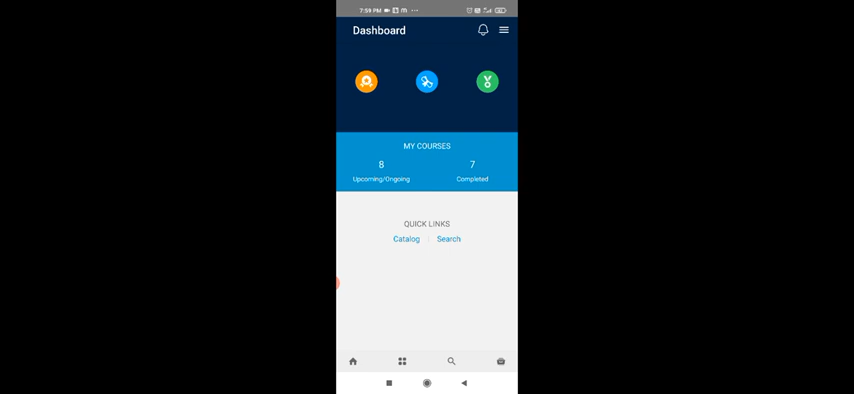 7:59 PM
Dashboard
MY COURSES
8 7
Upcoming/Ongoing Completed
QUICK LINKS
Catalog Search